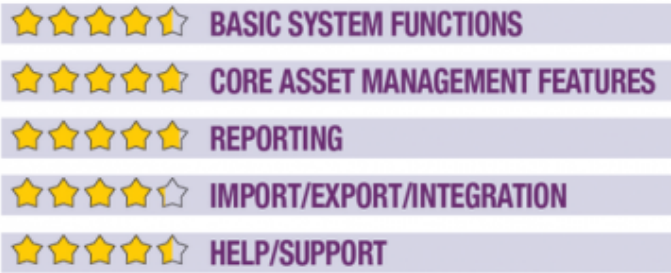 BASIC SYSTEM FUNCTIONS
CORE ASSET MANAGEMENT FEATURES
REPORTING
IMPORT/EXPORT/INTEGRATION
HELP/SUPPORT